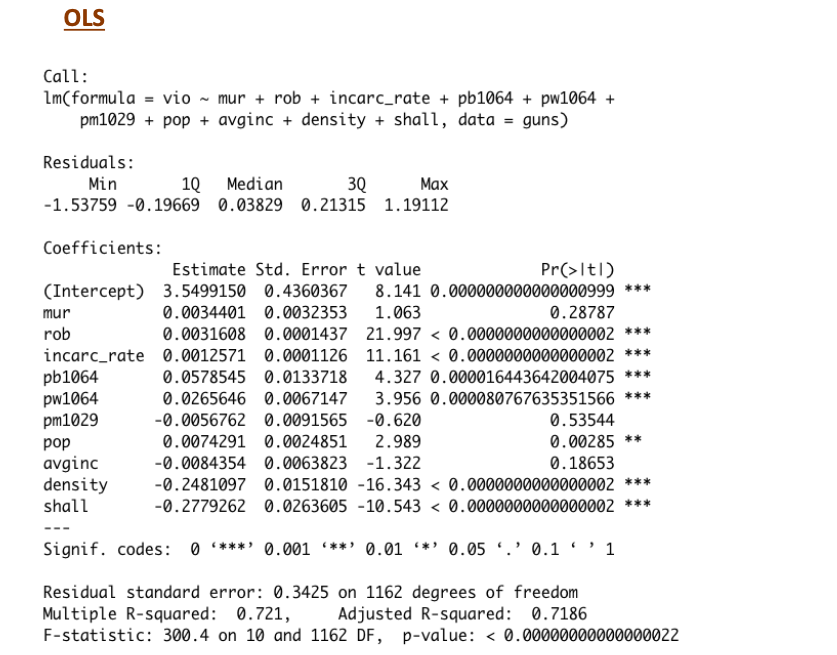 OLS
Call:
lm(formula = vio ~ mur + rob + incarc_rate + pb1064 + pw1064 +
    pm1029 + pop + avginc + density + shall, data = guns)
Residuals:
     Min       1Q   Median       3Q      Max
-1.53759 -0.19669  0.03829  0.21315  1.19112
Coefficients:
              Estimate Std. Error t value             Pr(>|t|)
(Intercept)  3.5499150  0.4360367   8.141 0.000000000000000999 ***
mur          0.0034401  0.0032353   1.063              0.28787
rob          0.0031608  0.0001437  21.997 < 0.0000000000000002 ***
incarc_rate  0.0012571  0.0001126  11.161 < 0.0000000000000002 ***
pb1064       0.0578545  0.0133718   4.327 0.000016443642004075 ***
pw1064       0.0265646  0.0067147   3.956 0.000080767635351566 ***
pm1029      -0.0056762  0.0091565  -0.620              0.53544
pop          0.0074291  0.0024851   2.989              0.00285 **
avginc      -0.0084354  0.0063823  -1.322              0.18653
density     -0.2481097  0.0151810 -16.343 < 0.0000000000000002 ***
shall       -0.2779262  0.0263605 -10.543 < 0.0000000000000002 ***
---
Signif. codes:  0 ‘***’ 0.001 ‘**’ 0.01 ‘*’ 0.05 ‘.’ 0.1 ‘ ’ 1
Residual standard error: 0.3425 on 1162 degrees of freedom
Multiple R-squared:  0.721,     Adjusted R-squared:  0.7186
F-statistic: 300.4 on 10 and 1162 DF,  p-value: < 0.00000000000000022